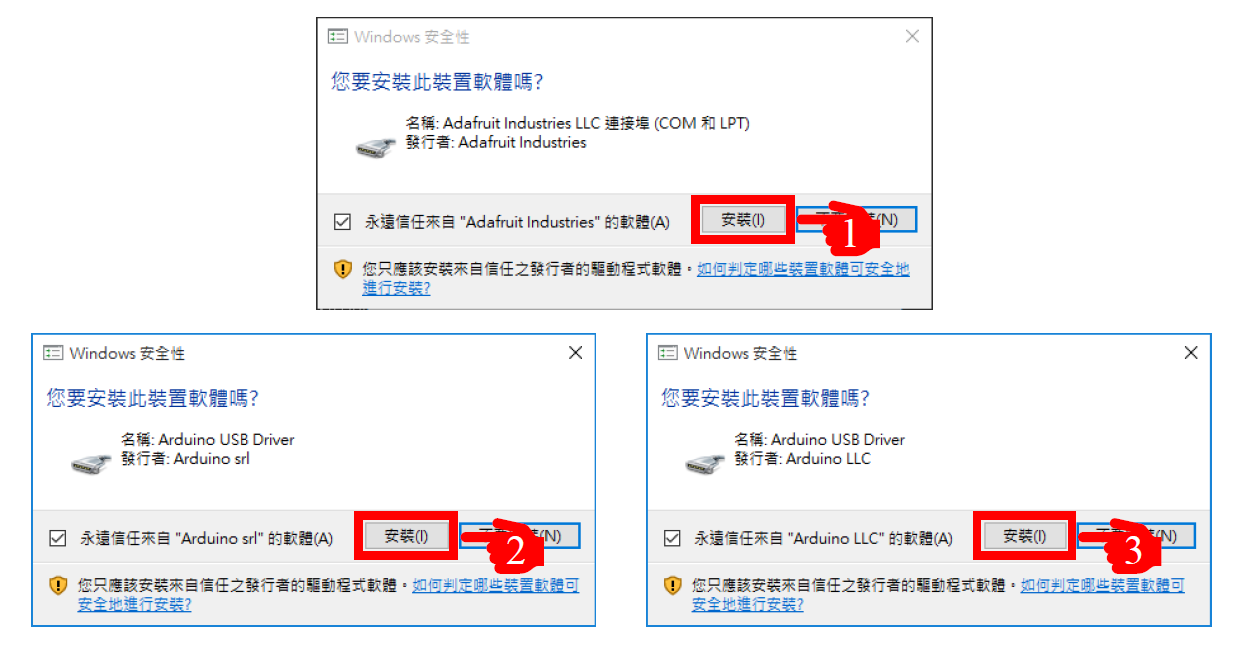 Windows 安全性
您要安裝此裝置軟體嗎?
名稱: Adafruit Industries LLC 連接埠 (COM 和 LPT)
發行者: Adafruit Industries
永遠信任來自 "Adafruit Industries" 的軟體(A)
安裝(I)
(N)
1
您只應該安裝來自信任之發行者的驅動程式軟體。如何判定哪些裝置軟體可安全地
進行安裝?
Windows 安全性
您要安裝此裝置軟體嗎?
名稱: Arduino USB Driver
發行者: Arduino srl
永遠信任來自 "Arduino srl" 的軟體(A)
安裝(I)
(N)
2
您只應該安裝來自信任之發行者的驅動程式軟體。如何判定哪些裝置軟體可
安全地進行安裝?
Windows 安全性
您要安裝此裝置軟體嗎?
名稱: Arduino USB Driver
發行者: Arduino LLC
永遠信任來自 "Arduino LLC" 的軟體(A)
安裝(I)
(N)
3
您只應該安裝來自信任之發行者的驅動程式軟體。如何判定哪些裝置軟體可
安全地進行安裝?